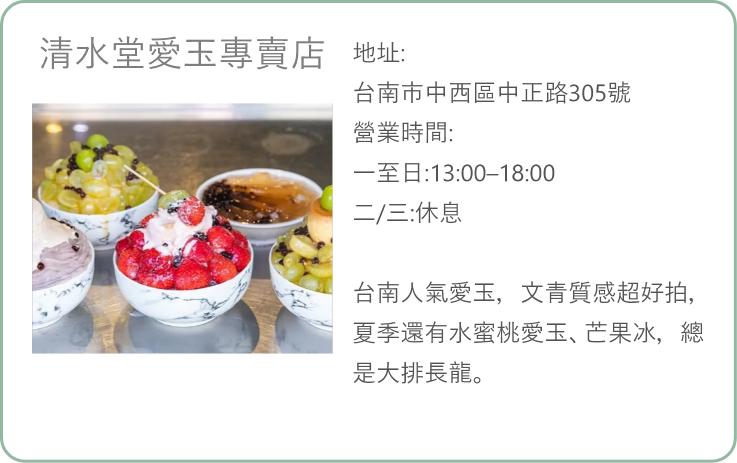 清水堂愛玉專賣店
地址:
台南市中西區中正路305號
營業時間:
一至日:13:00–18:00
二/三:休息
台南人氣愛玉，文青質感超好拍，
夏季還有水蜜桃愛玉、芒果冰，總
是大排長龍。